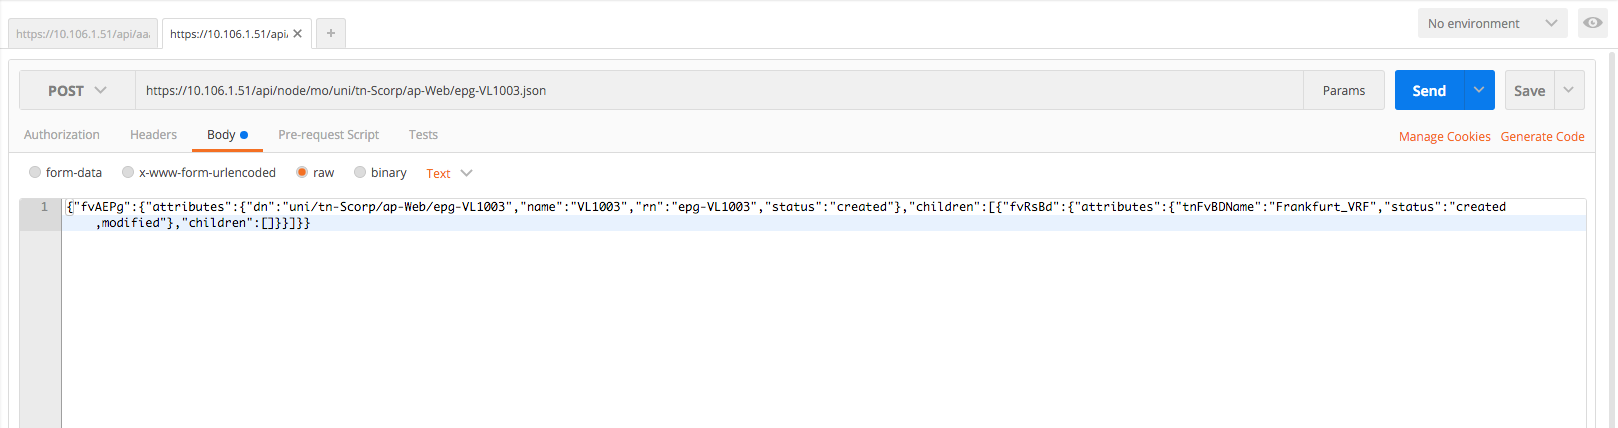 https://10.106.1.51/api/aa
https://10.106.1.51/api/ ✕ +
No environment
POST https://10.106.1.51/api/node/mo/uni/tn-Scorp/ap-Web/epg-VL1003.json Params Send Save
Authorization Headers Body Pre-request Script Tests Manage Cookies Generate Code
form-data x-www-form-urlencoded raw binary Text
1 {"fvAEPg":{"attributes":{"dn":"uni/tn-Scorp/ap-Web/epg-VL1003","name":"VL1003","rn":"epg-VL1003","status":"created"},"children":[{"fvRsBd":{"attributes":{"tnFvBDName":"Frankfurt_VRF","status":"created
,modified"},"children":[]}}]}}